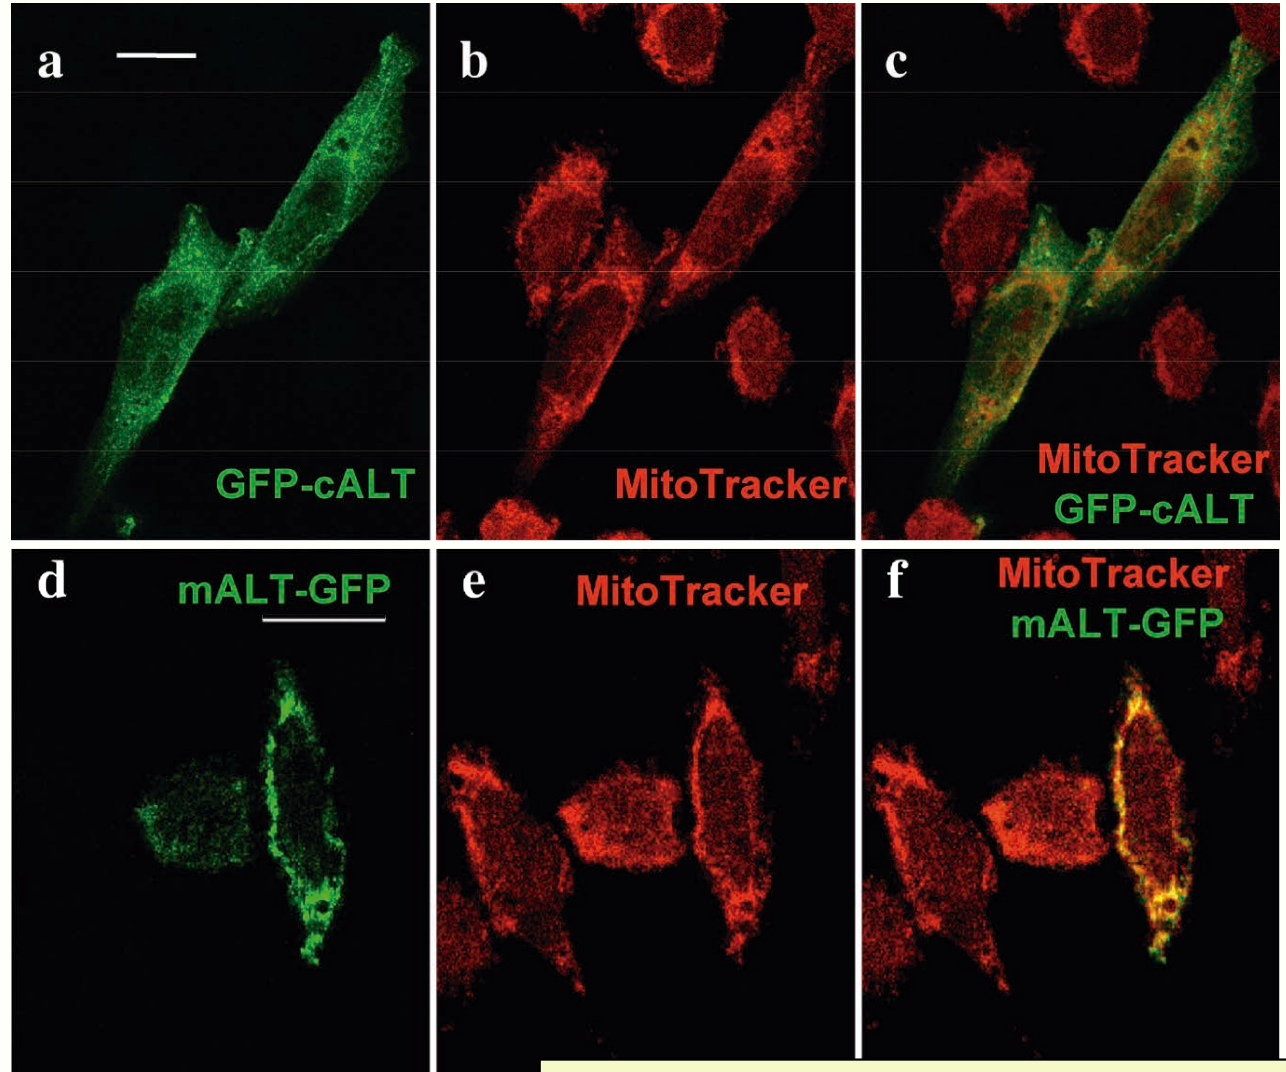 a
GFP-cALT
b
MitoTracker
c
MitoTracker
GFP-cALT
d
mALT-GFP
e
MitoTracker
f
MitoTracker
mALT-GFP